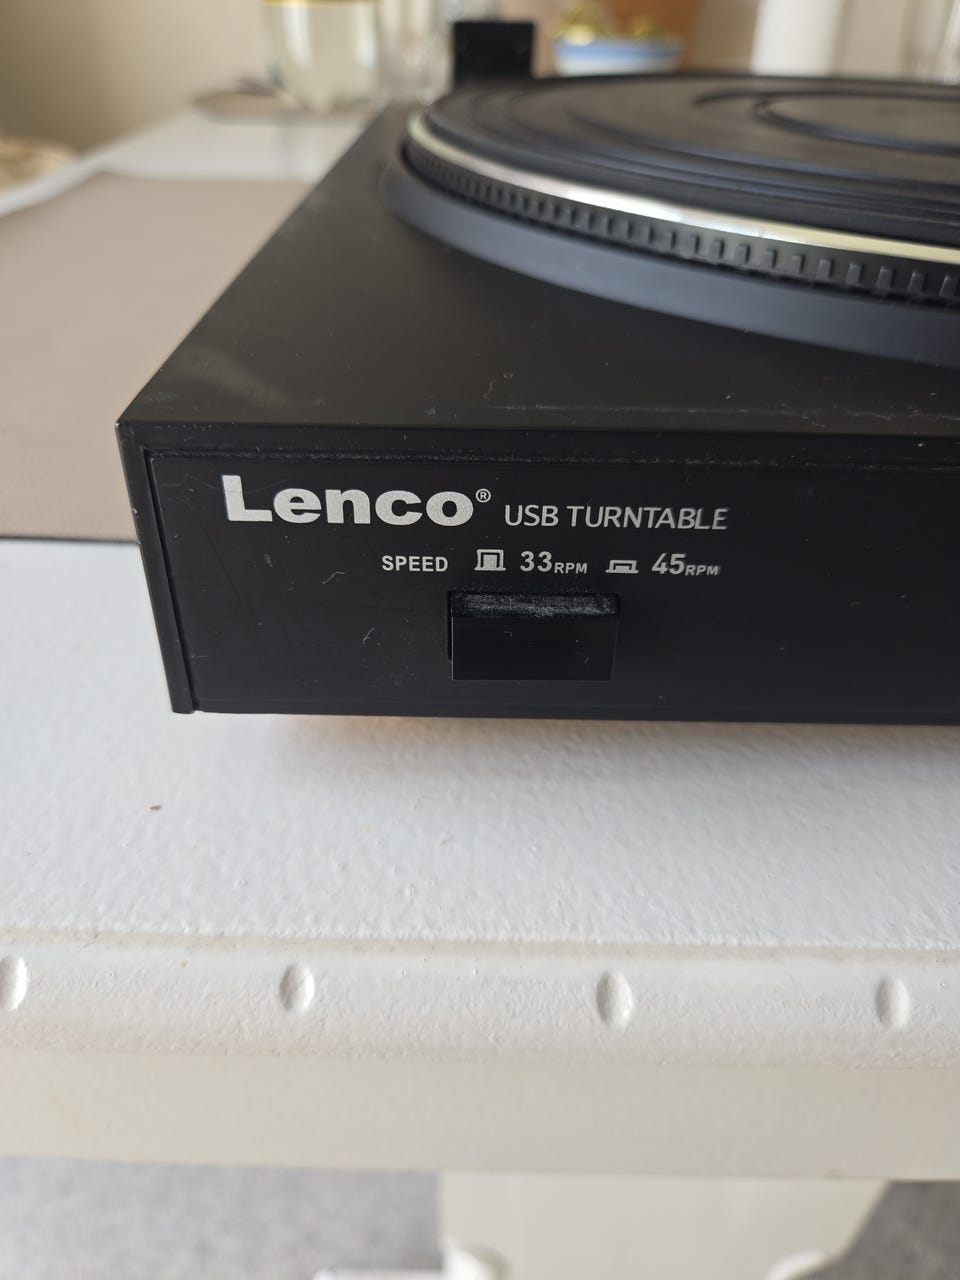 Lenco® USB TURNTABLE
SPEED 33RPM 45RPM